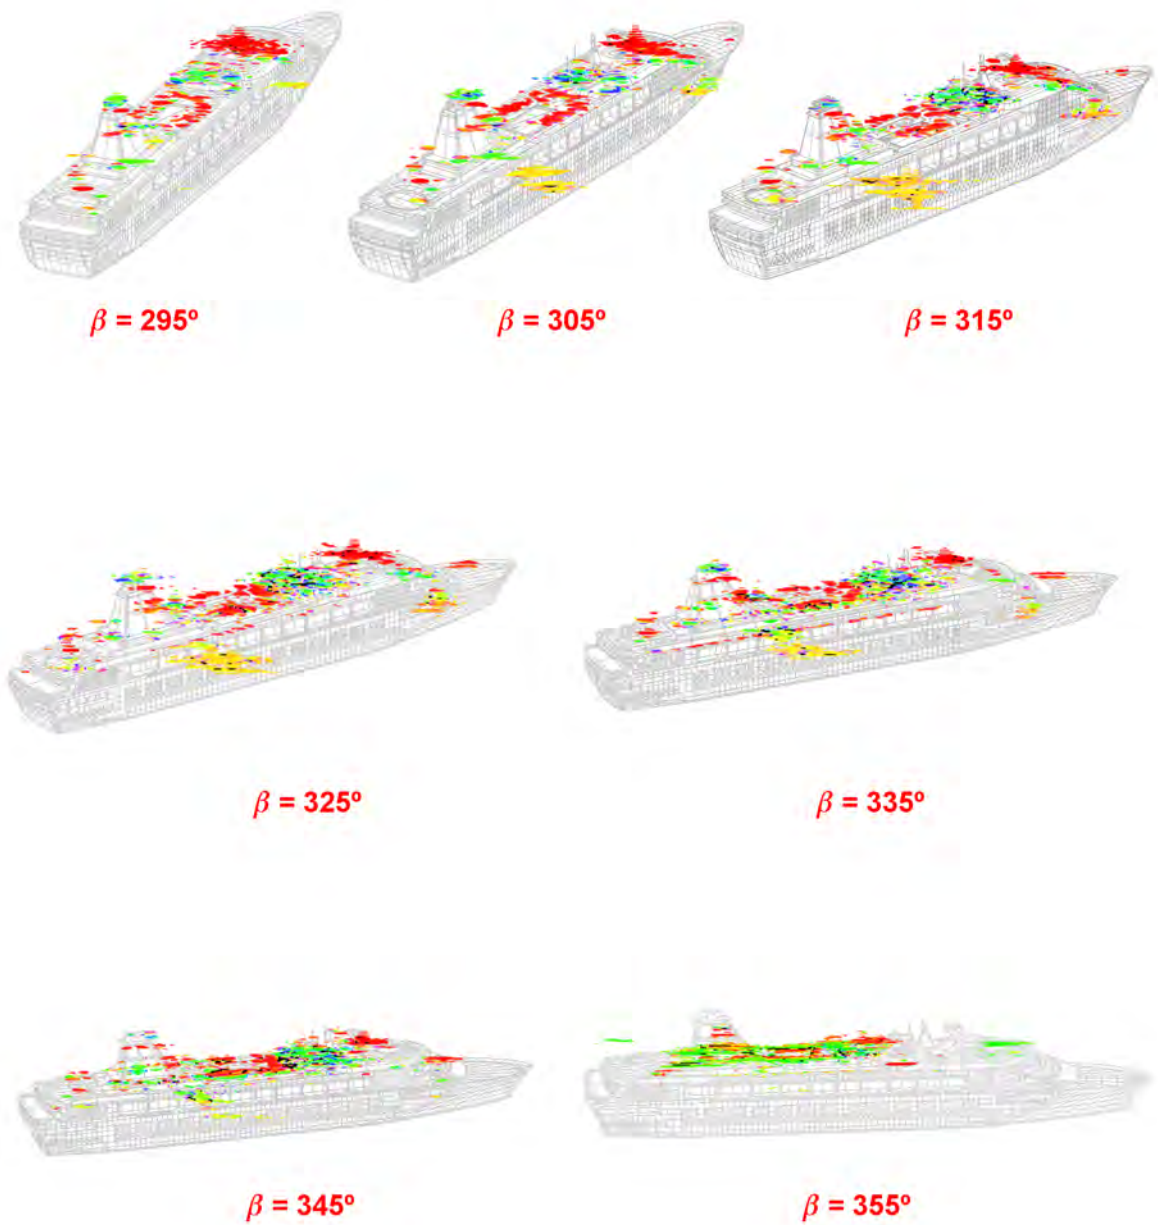 β = 295º
β = 305º
β = 315º
β = 325º
β = 335º
β = 345º
β = 355º